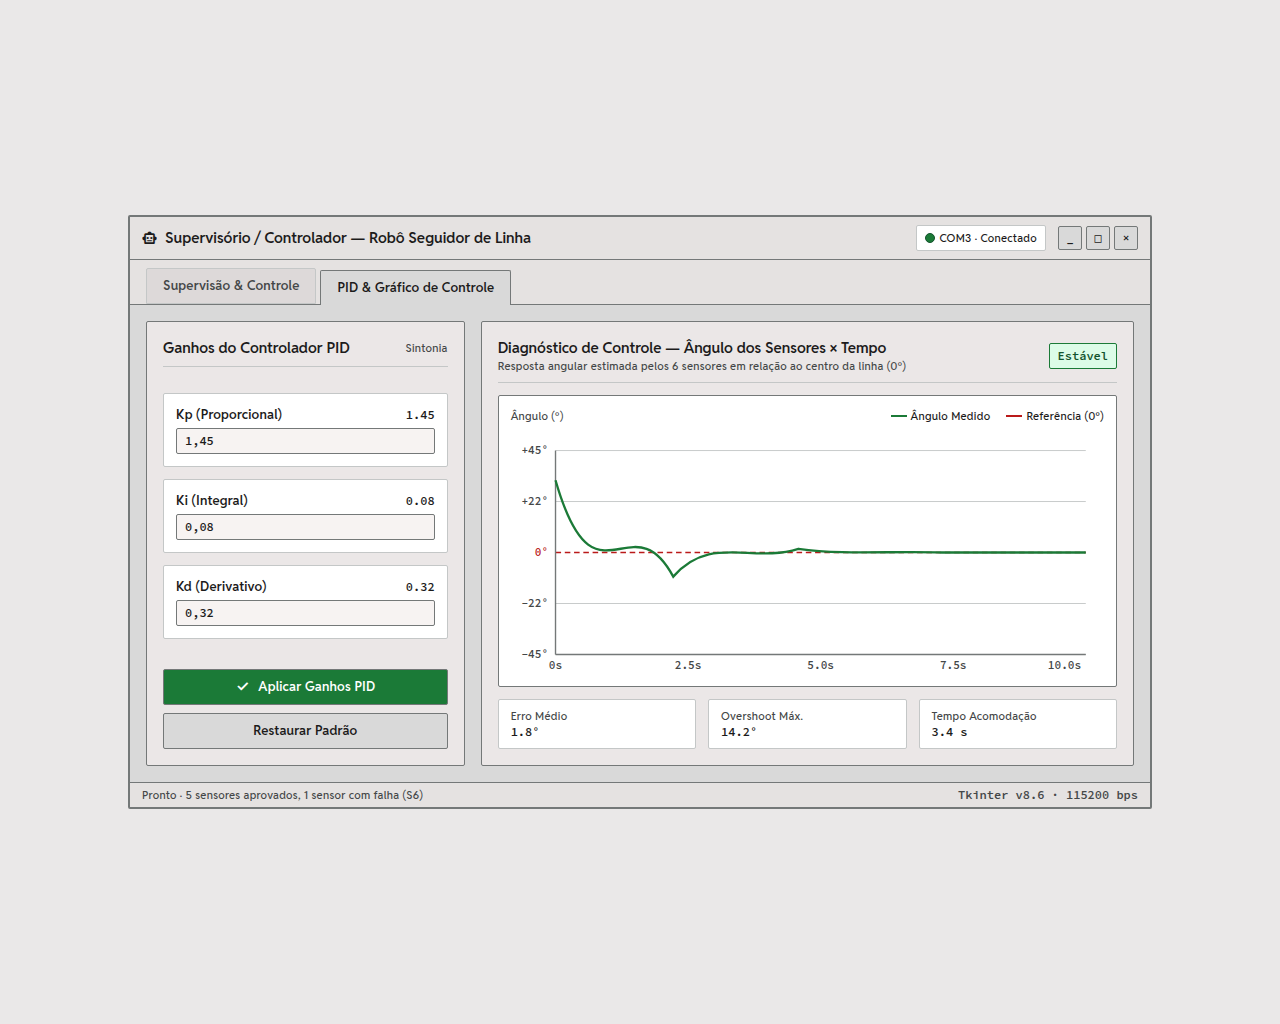 Supervisório / Controlador — Robô Seguidor de Linha
COM3 · Conectado
Supervisão & Controle
PID & Gráfico de Controle
Ganhos do Controlador PID
Sintonia
Kp (Proporcional)
1.45
1,45
Ki (Integral)
0.08
0,08
Kd (Derivativo)
0.32
0,32
Aplicar Ganhos PID
Restaurar Padrão
Diagnóstico de Controle — Ângulo dos Sensores × Tempo
Resposta angular estimada pelos 6 sensores em relação ao centro da linha (0°)
Estável
Ângulo (°)
Ângulo Medido
Referência (0°)
+45°
+22°
0°
−22°
−45°
0s
2.5s
5.0s
7.5s
10.0s
Erro Médio
1.8°
Overshoot Máx.
14.2°
Tempo Acomodação
3.4 s
Pronto · 5 sensores aprovados, 1 sensor com falha (S6)
Tkinter v8.6 · 115200 bps